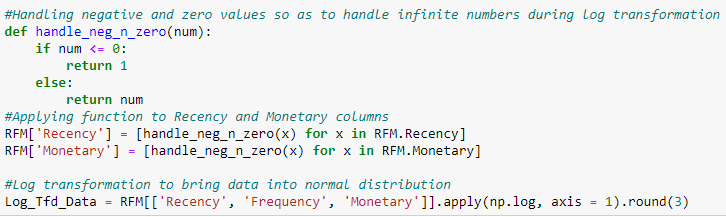 #Handling negative and zero values so as to handle infinite numbers during log transformation
def handle_neg_n_zero(num):
    if num <= 0:
        return 1
    else:
        return num
#Applying function to Recency and Monetary columns
RFM['Recency'] = [handle_neg_n_zero(x) for x in RFM.Recency]
RFM['Monetary'] = [handle_neg_n_zero(x) for x in RFM.Monetary]

#Log transformation to bring data into normal distribution
Log_Tfd_Data = RFM[['Recency', 'Frequency', 'Monetary']].apply(np.log, axis = 1).round(3)